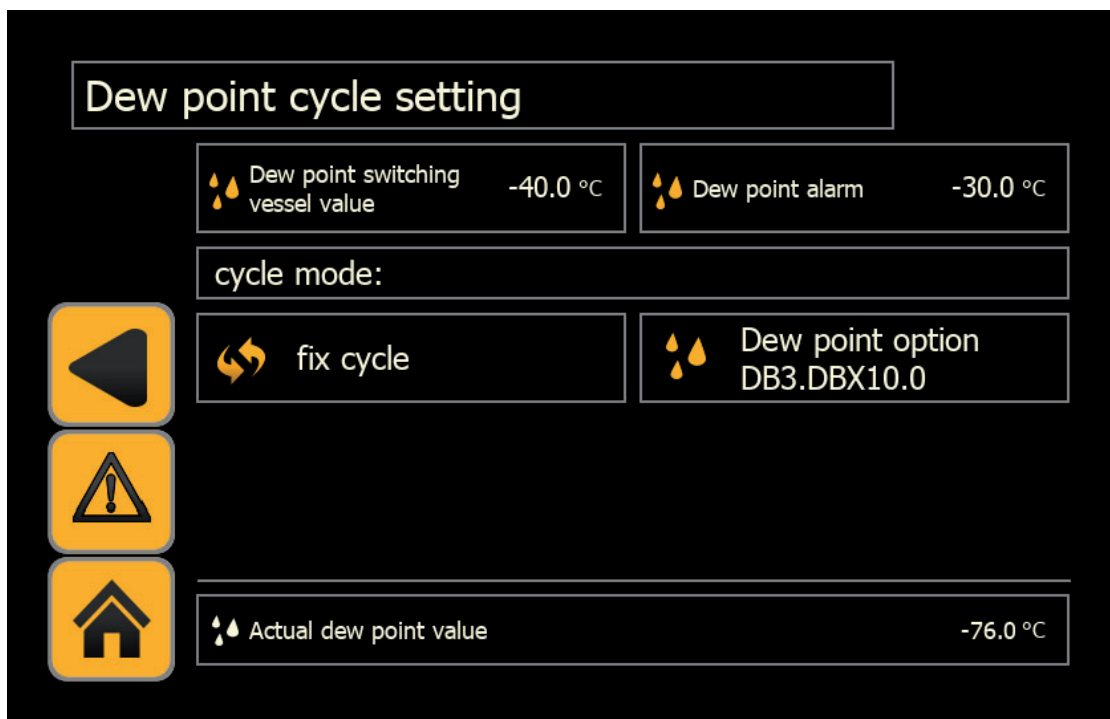 Dew point cycle setting
Dew point switching
vessel value
-40.0 °C
Dew point alarm
-30.0 °C
cycle mode:
fix cycle
Dew point option
DB3.DBX10.0
Actual dew point value
-76.0 °C